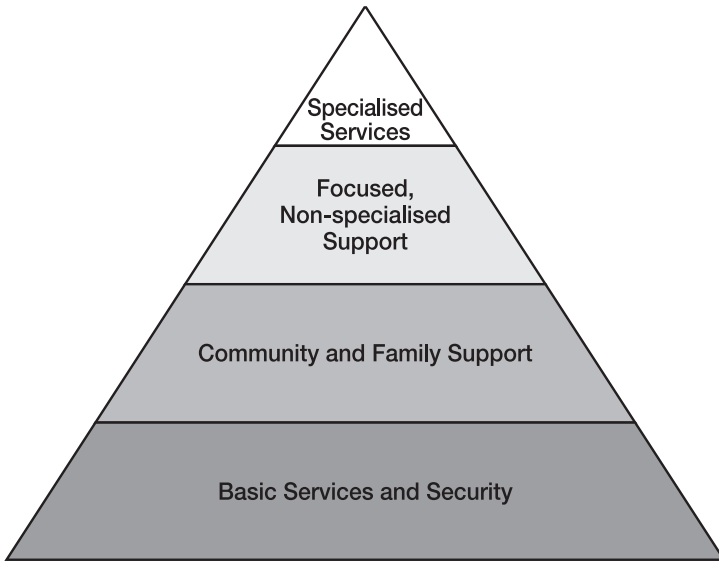 Specialised
Services
Focused,
Non-specialised
Support
Community and Family Support
Basic Services and Security